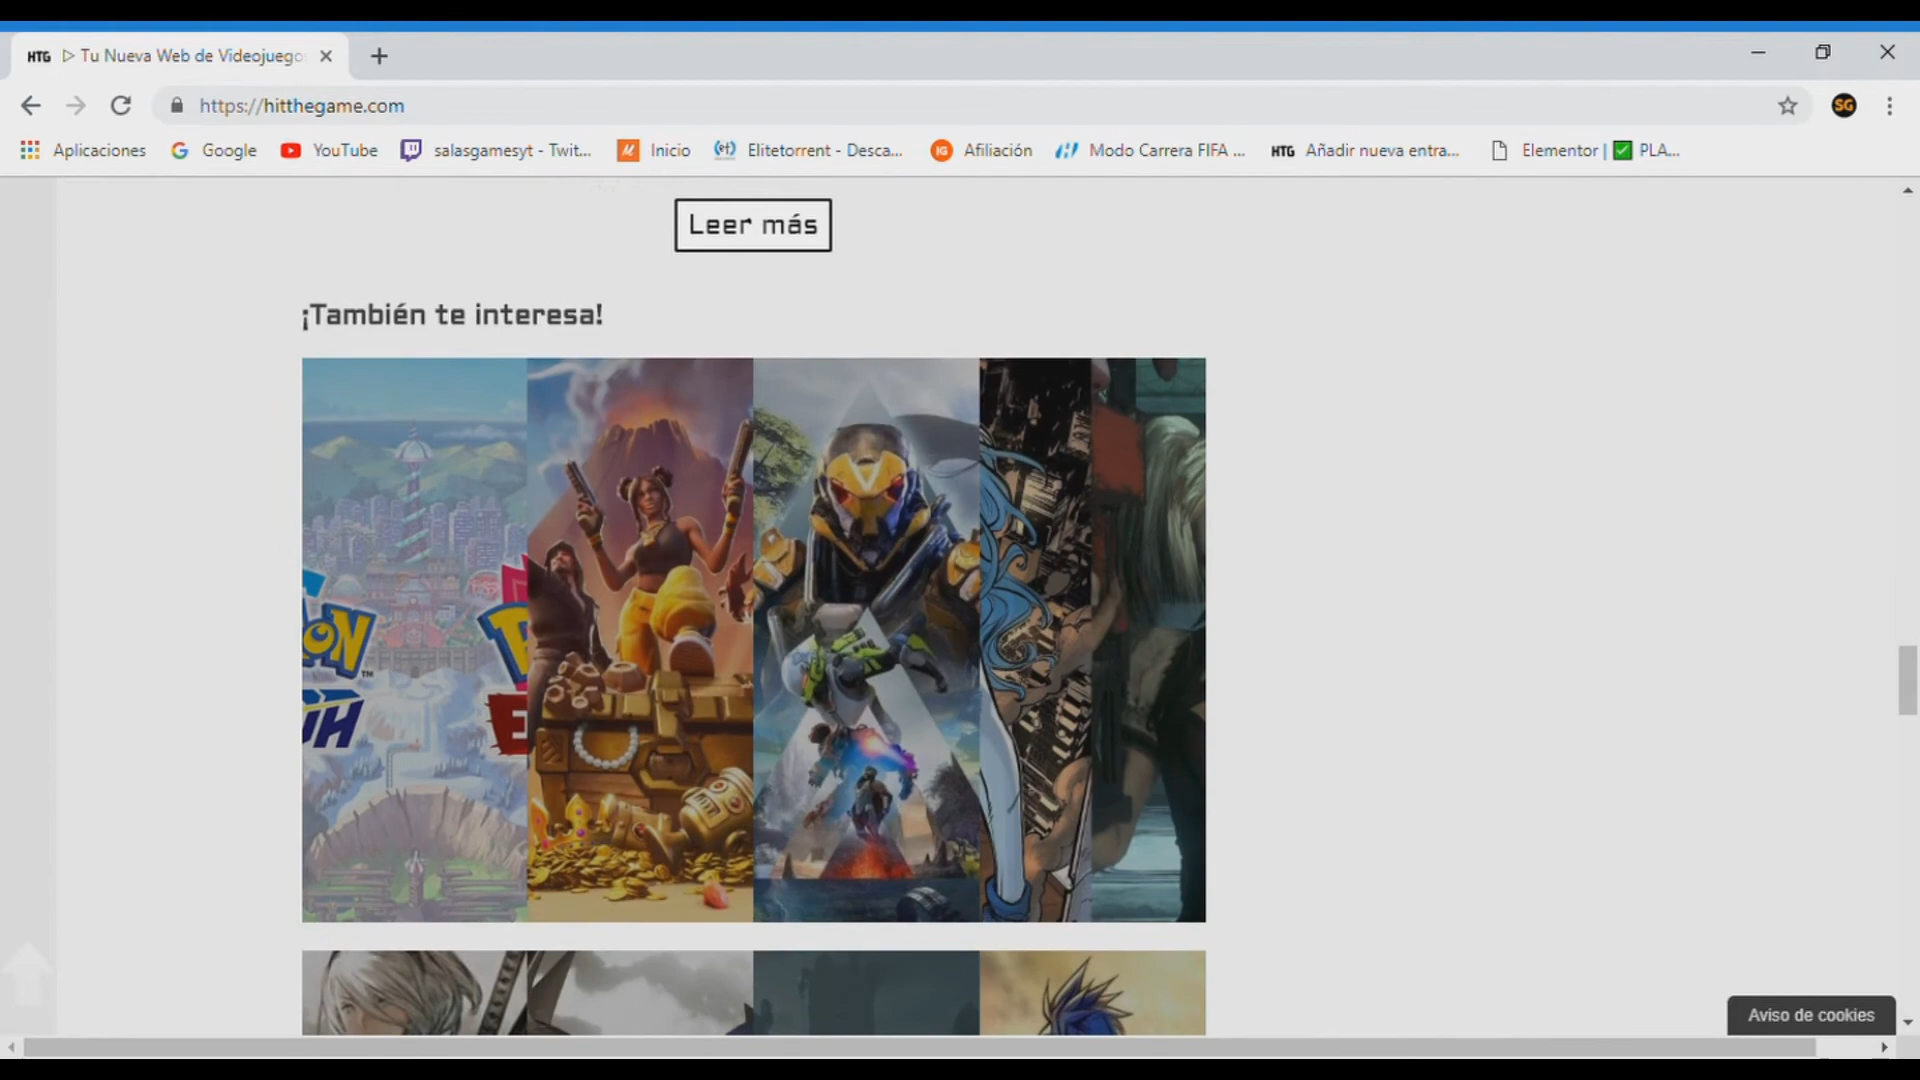 HTG ▷ Tu Nueva Web de Videojuego
https://hitthegame.com
SG
Aplicaciones Google YouTube salasgamesyt - Twit... Inicio Elitetorrent - Desca... Afiliación Modo Carrera FIFA ... HTG Añadir nueva entra... Elementor | ✅ PLA...
Leer más
¡También te interesa!
Aviso de cookies